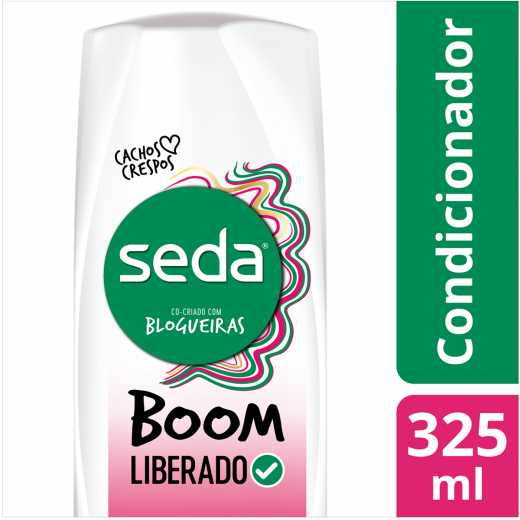 CACHOS
CRESPOS
seda®
CO-CRIADO COM
BLOGUEIRAS
BOOM
LIBERADO
Condicionador
325
ml